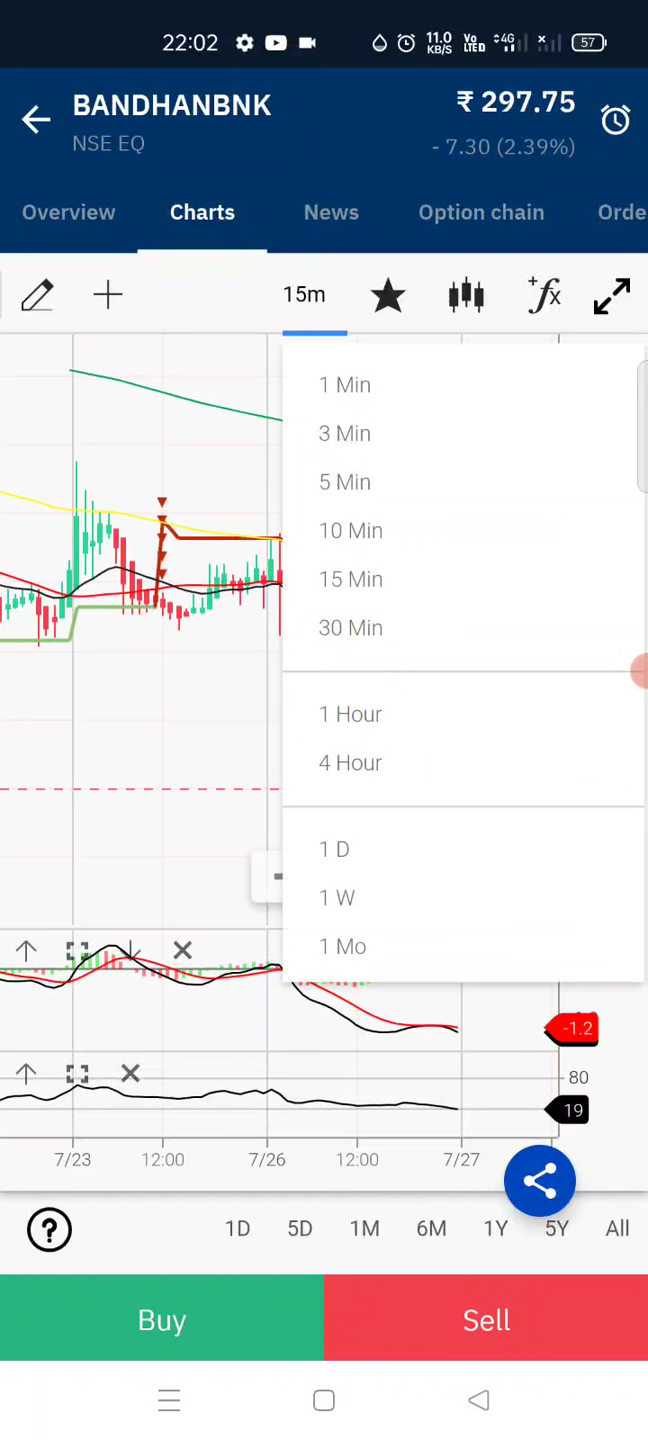 22:02
11.0
KB/S
Vo
LTED
4G
57
BANDHANBNK
₹ 297.75
NSE EQ
- 7.30 (2.39%)
Overview
Charts
News
Option chain
Orde
15m
+fx
1 Min
3 Min
5 Min
10 Min
15 Min
30 Min
1 Hour
4 Hour
1 D
1 W
1 Mo
-1.2
80
19
7/23
12:00
7/26
12:00
7/27
?
1D
5D
1M
6M
1Y
5Y
All
Buy
Sell